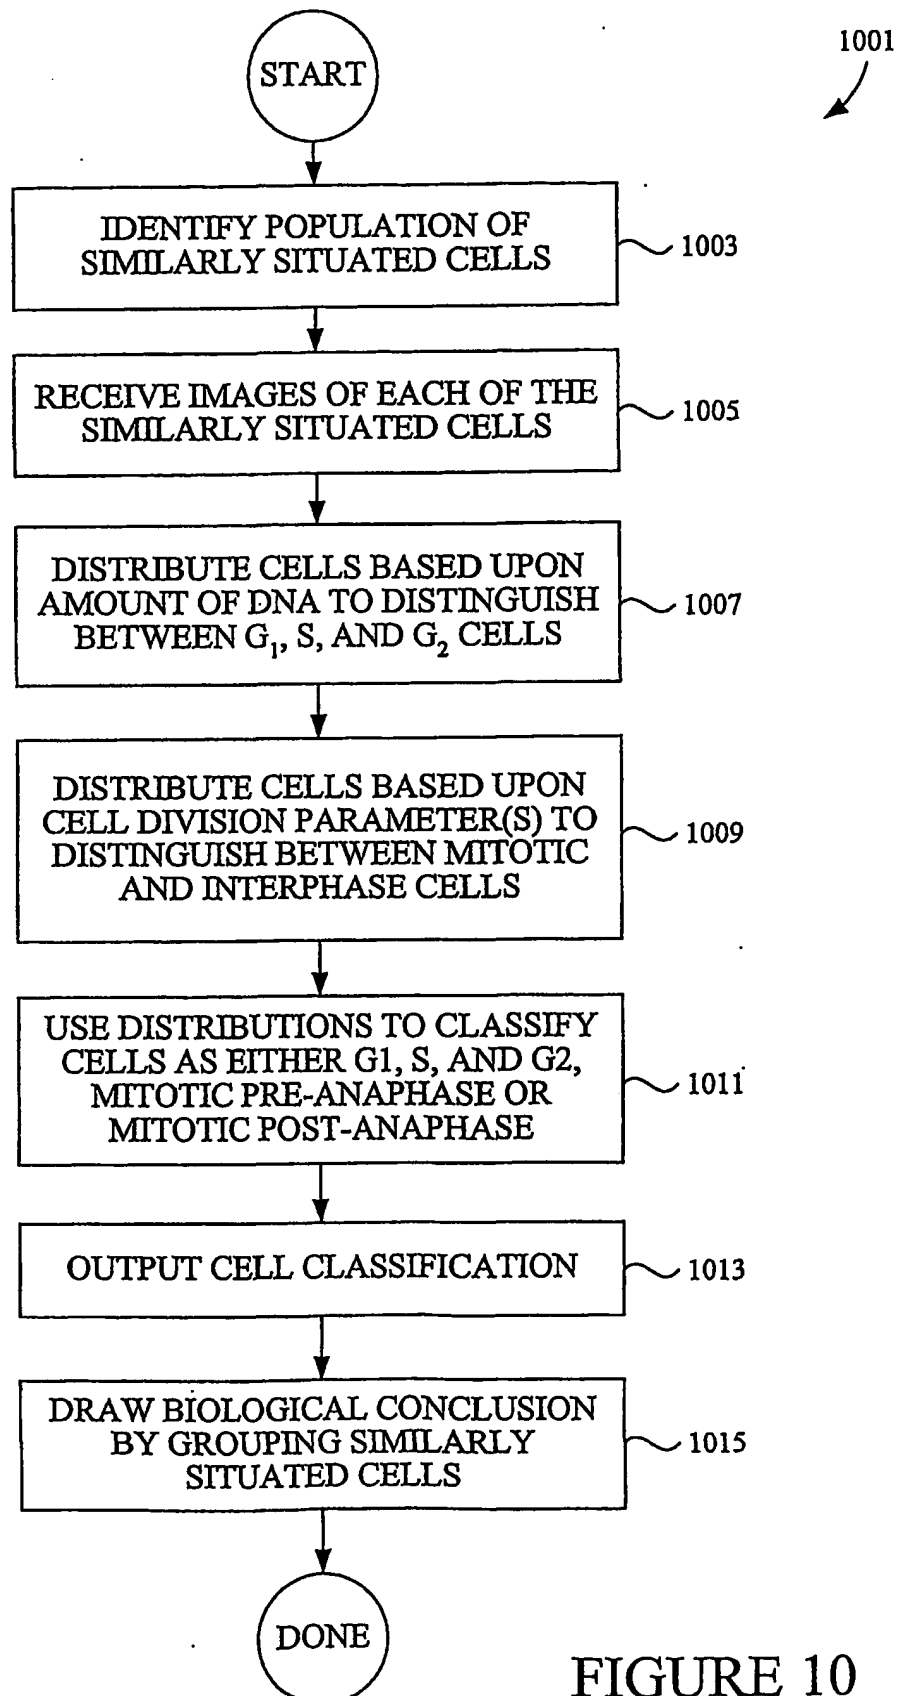 START
1001
IDENTIFY POPULATION OF
SIMILARLY SITUATED CELLS
1003
RECEIVE IMAGES OF EACH OF THE
SIMILARLY SITUATED CELLS
1005
DISTRIBUTE CELLS BASED UPON
AMOUNT OF DNA TO DISTINGUISH
BETWEEN G₁, S, AND G₂ CELLS
1007
DISTRIBUTE CELLS BASED UPON
CELL DIVISION PARAMETER(S) TO
DISTINGUISH BETWEEN MITOTIC
AND INTERPHASE CELLS
1009
USE DISTRIBUTIONS TO CLASSIFY
CELLS AS EITHER G1, S, AND G2,
MITOTIC PRE-ANAPHASE OR
MITOTIC POST-ANAPHASE
1011
OUTPUT CELL CLASSIFICATION
1013
DRAW BIOLOGICAL CONCLUSION
BY GROUPING SIMILARLY
SITUATED CELLS
1015
DONE
FIGURE 10